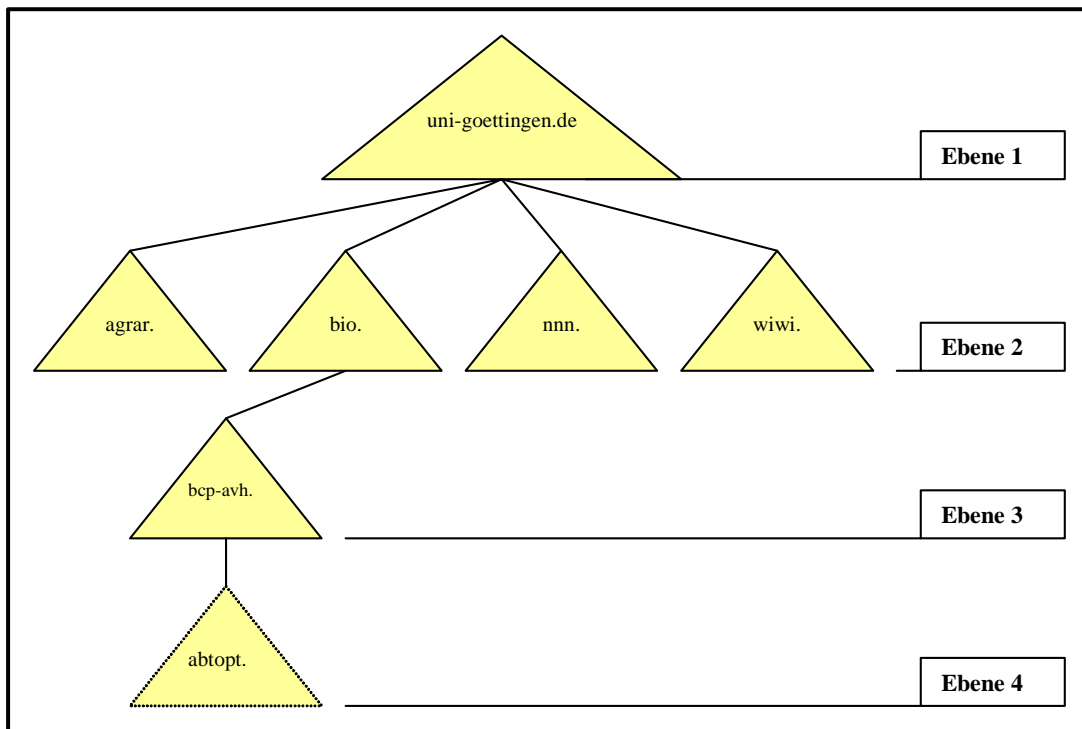 uni-goettingen.de
Ebene 1
agrar.
bio.
nnn.
wiwi.
Ebene 2
bcp-avh.
Ebene 3
abtopt.
Ebene 4